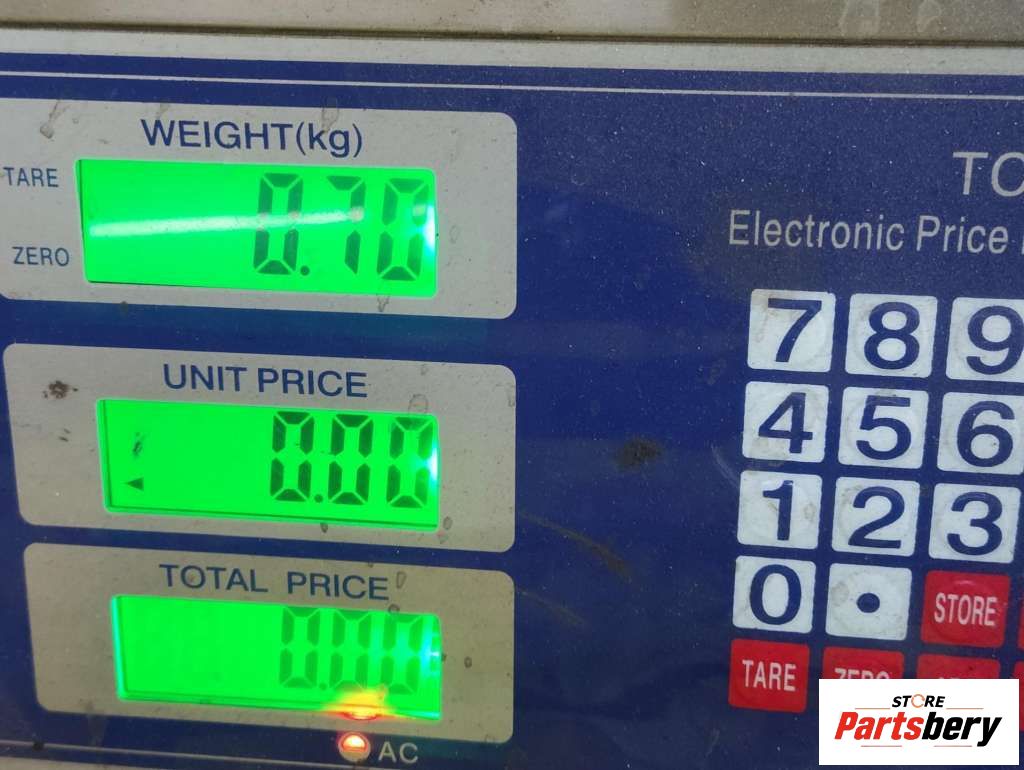 WEIGHT(kg)
TARE
0.70
ZERO
UNIT PRICE
0.00
TOTAL PRICE
0.00
AC
Electronic Price
7 8 9
4 5 6
1 2 3
0 . STORE
TARE ZERO
STORE
Partsbery